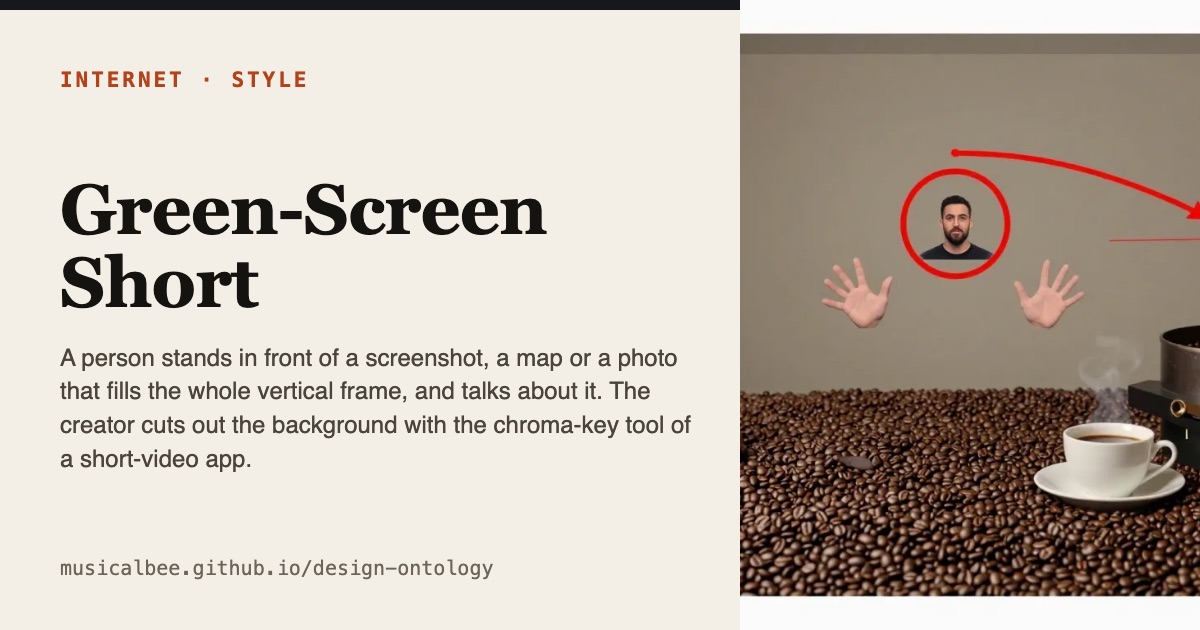 INTERNET · STYLE
Green-Screen
Short
A person stands in front of a screenshot, a map or a photo
that fills the whole vertical frame, and talks about it. The
creator cuts out the background with the chroma-key tool of
a short-video app.
musicalbee.github.io/design-ontology